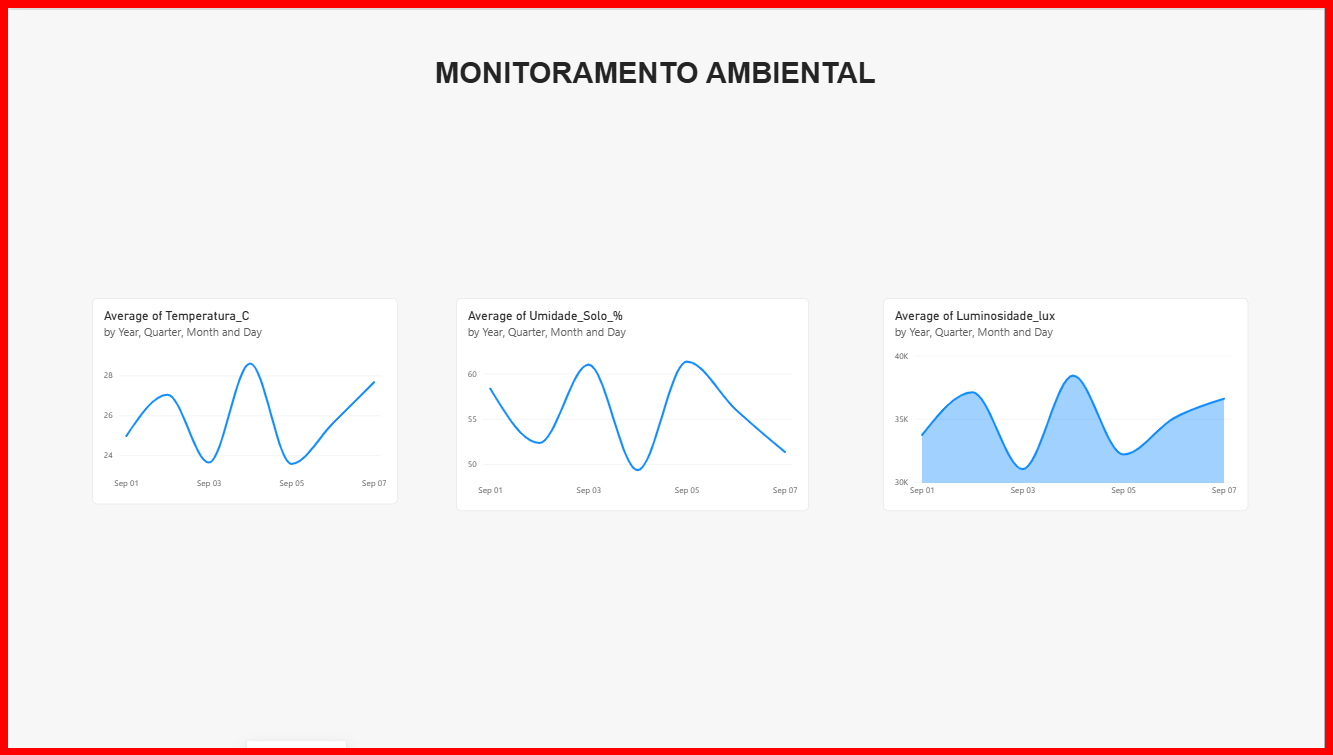 MONITORAMENTO AMBIENTAL
Average of Temperatura_C
by Year, Quarter, Month and Day
28
26
24
Sep 01 Sep 03 Sep 05 Sep 07
Average of Umidade_Solo_%
by Year, Quarter, Month and Day
60
55
50
Sep 01 Sep 03 Sep 05 Sep 07
Average of Luminosidade_lux
by Year, Quarter, Month and Day
40K
35K
30K
Sep 01 Sep 03 Sep 05 Sep 07